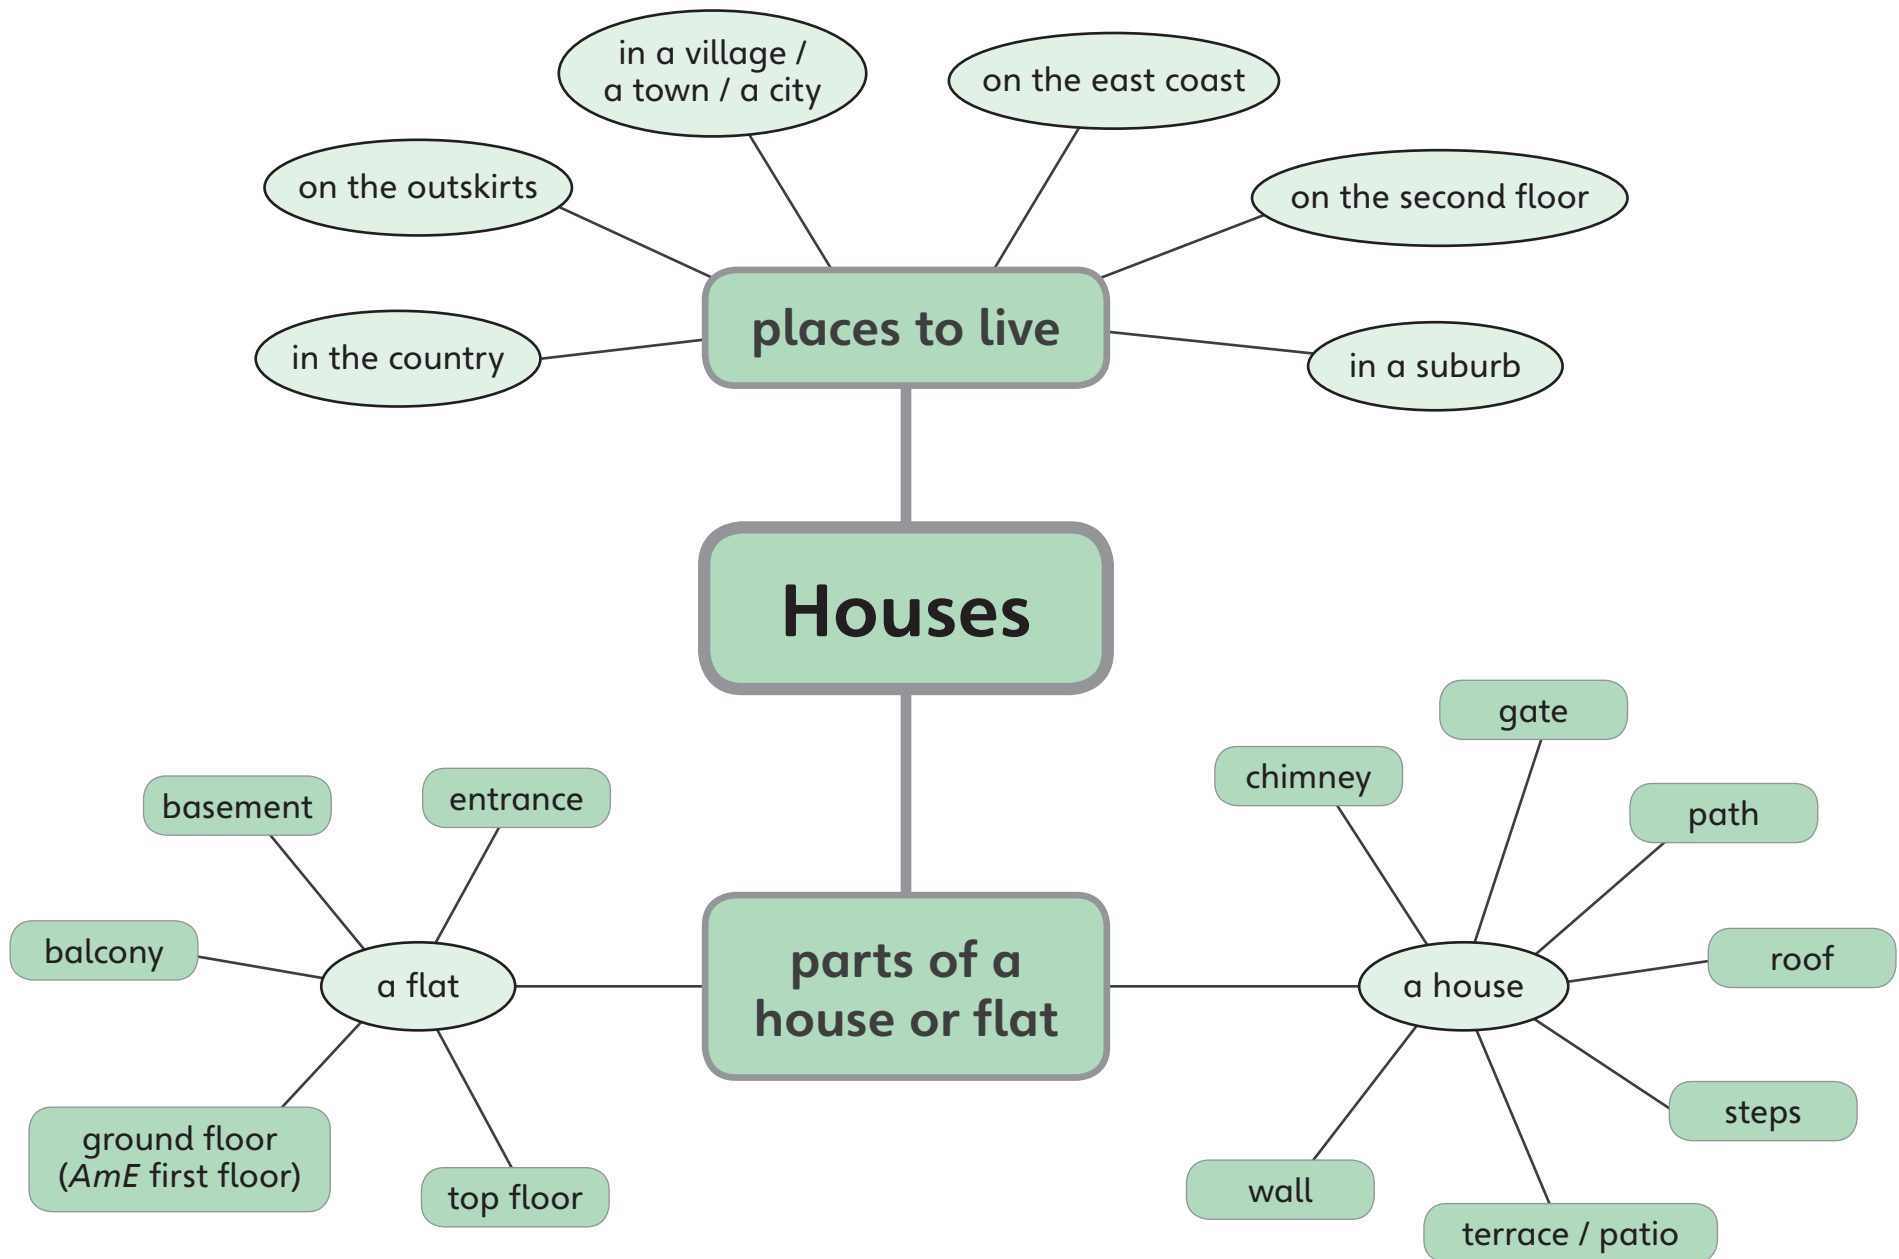 in a village /
a town / a city
on the east coast
on the outskirts
on the second floor
places to live
in the country
in a suburb
Houses
gate
chimney
basement
entrance
path
balcony
a flat
parts of a
house or flat
a house
roof
ground floor
(AmE first floor)
top floor
steps
wall
terrace / patio